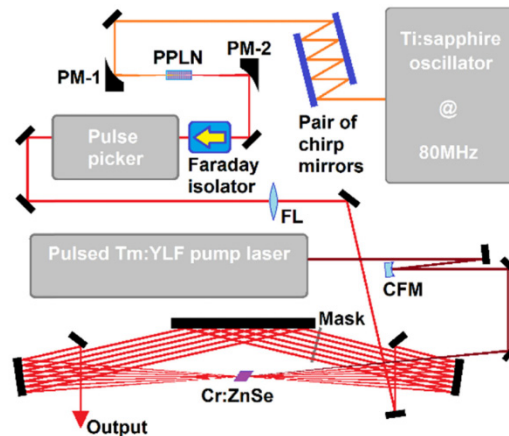 PM-2
PPLN
PM-1
Ti:sapphire
oscillator
@
80MHz
Pair of
chirp
mirrors
Pulse
picker
Faraday
isolator
FL
Pulsed Tm:YLF pump laser
CFM
Mask
Cr:ZnSe
Output